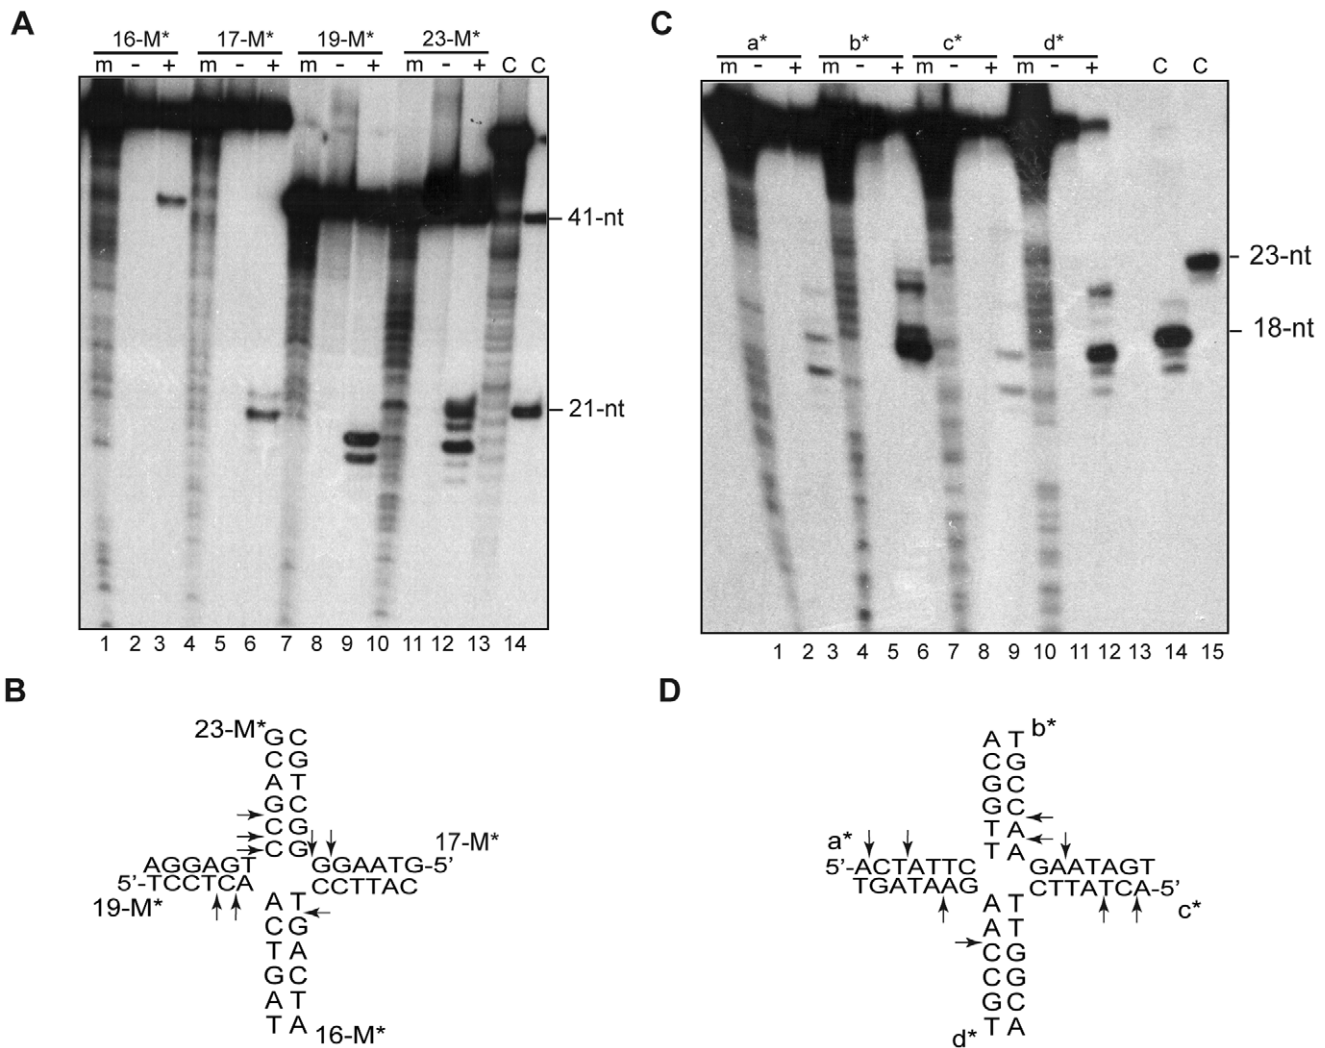 A
16-M* 17-M* 19-M* 23-M*
m - + m - + m - + m - + C C
41-nt
21-nt
1 2 3 4 5 6 7 8 9 10 11 12 13 14
C
a* b* c* d*
m - + m - + m - + m - + C C
23-nt
18-nt
1 2 3 4 5 6 7 8 9 10 11 12 13 14 15
B
23-M*
G C
C G
A T
G C
C G
C G
17-M*
AGGAGT GGAATG-5'
5'-TCCTCA CCTTAC
19-M*
A T
C G
T A
G C
A T
T A
16-M*
D
b*
A T
C G
G C
G C
T A
T A
a*
5'-ACTATTC GAATAGT
TGATAAG CTTATCA-5'
c*
A T
A T
C G
C G
G C
T A
d*